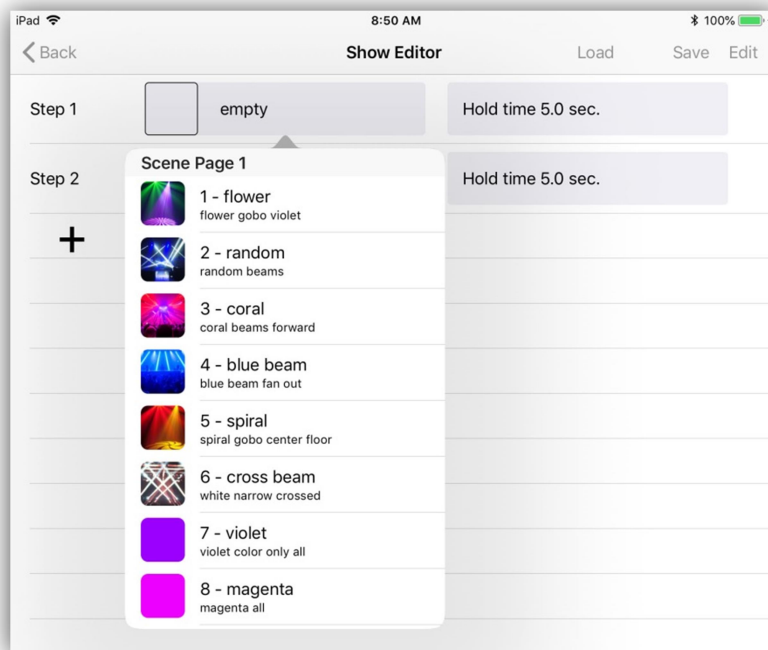 iPad 8:50 AM 100%
Back Show Editor Load Save Edit
Step 1 empty Hold time 5.0 sec.
Step 2 Hold time 5.0 sec.
+
Scene Page 1
1 - flower
flower gobo violet
2 - random
random beams
3 - coral
coral beams forward
4 - blue beam
blue beam fan out
5 - spiral
spiral gobo center floor
6 - cross beam
white narrow crossed
7 - violet
violet color only all
8 - magenta
magenta all